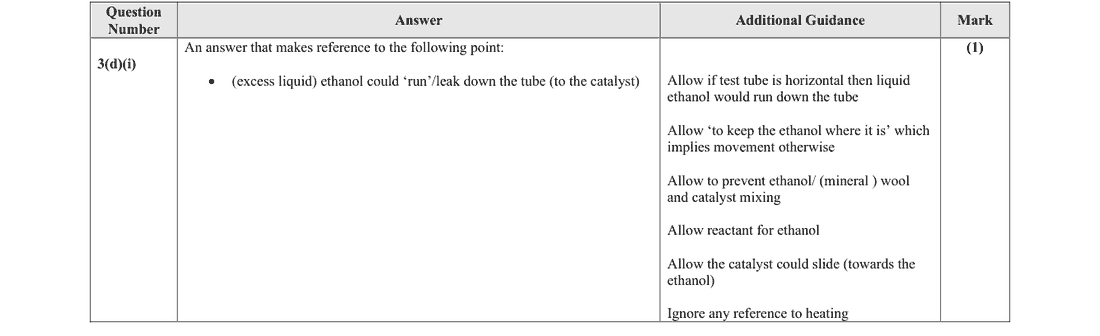 Question
Number
Answer
Additional Guidance
Mark
3(d)(i)
An answer that makes reference to the following point:
• (excess liquid) ethanol could ‘run’/leak down the tube (to the catalyst)
Allow if test tube is horizontal then liquid
ethanol would run down the tube
Allow ‘to keep the ethanol where it is’ which
implies movement otherwise
Allow to prevent ethanol/ (mineral ) wool
and catalyst mixing
Allow reactant for ethanol
Allow the catalyst could slide (towards the
ethanol)
Ignore any reference to heating
(1)